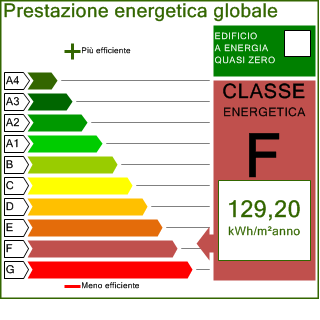 Prestazione energetica globale
Più efficiente
EDIFICIO
A ENERGIA
QUASI ZERO
A4
A3
A2
A1
B
C
D
E
F
G
Meno efficiente
CLASSE
ENERGETICA
F
129,20
kWh/m²anno